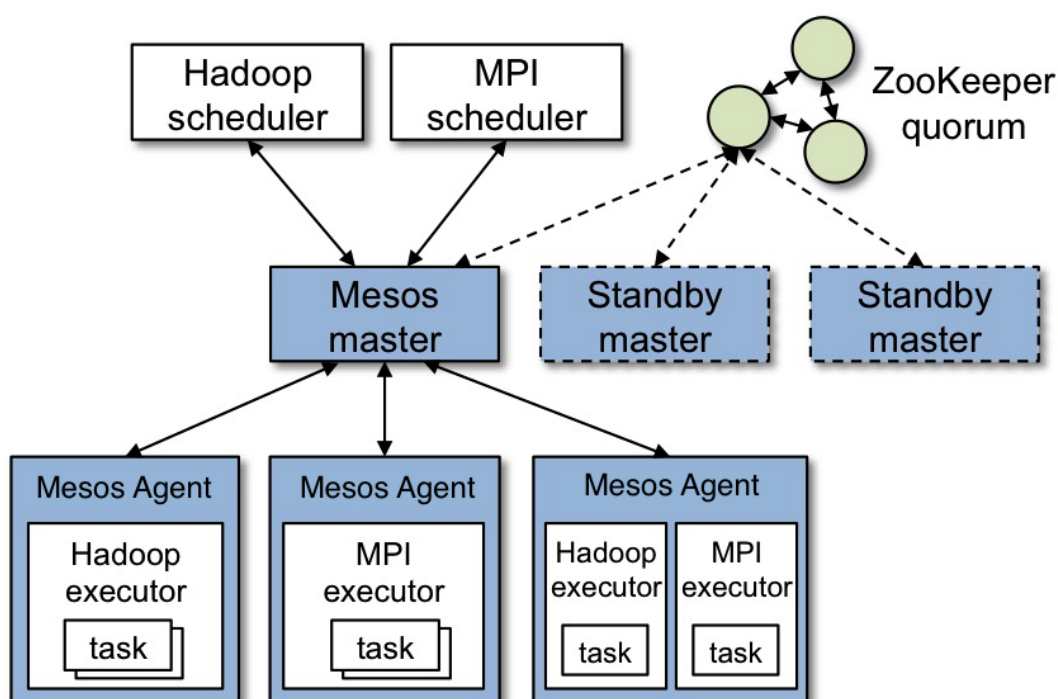 Hadoop
scheduler
MPI
scheduler
ZooKeeper
quorum
Mesos
master
Standby
master
Standby
master
Mesos Agent
Hadoop
executor
task
Mesos Agent
MPI
executor
task
Mesos Agent
Hadoop
executor
task
MPI
executor
task